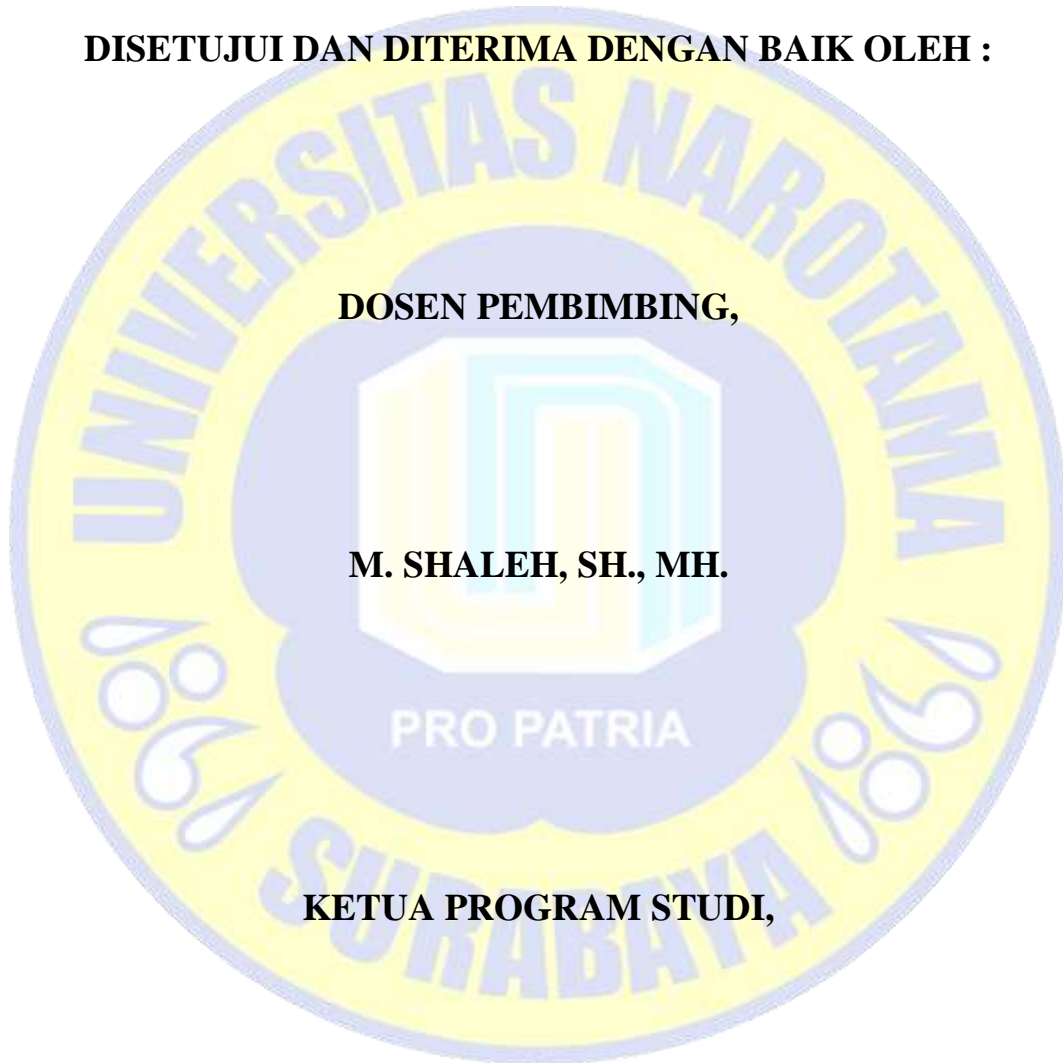 DISETUJUI DAN DITERIMA DENGAN BAIK OLEH :
UNIVERSITAS NAROTAMA
DOSEN PEMBIMBING,
M. SHALEH, SH., MH.
PRO PATRIA
KETUA PROGRAM STUDI,
SURABAYA